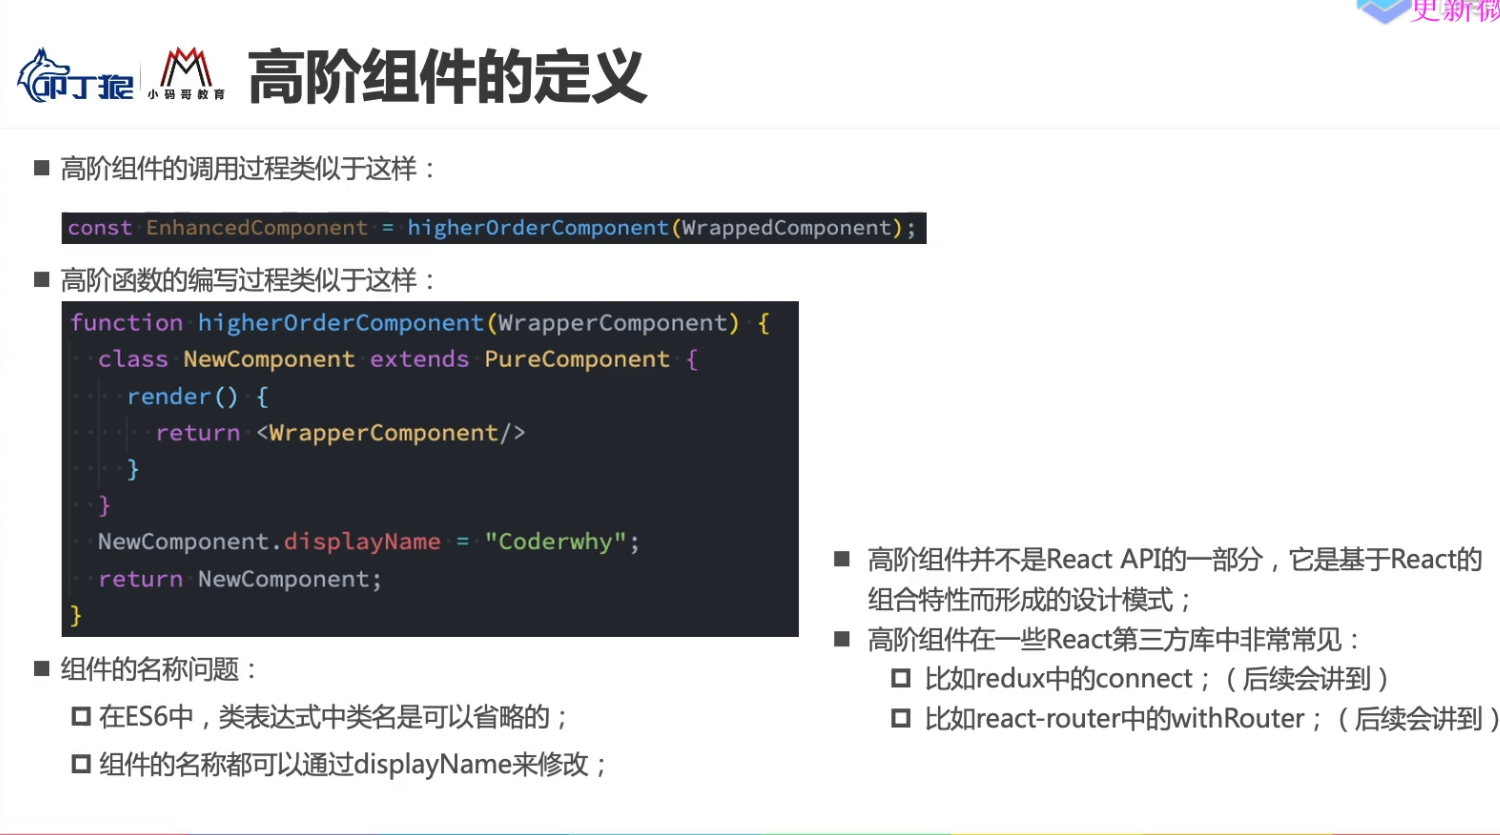 更新微
叩丁狼
小码哥教育
高阶组件的定义
■ 高阶组件的调用过程类似于这样：
const EnhancedComponent = higherOrderComponent(WrappedComponent);
■ 高阶函数的编写过程类似于这样：
function higherOrderComponent(WrapperComponent) {
  class NewComponent extends PureComponent {
    render() {
      return <WrapperComponent/>
    }
  }
  NewComponent.displayName = "Coderwhy";
  return NewComponent;
}
■ 组件的名称问题：
在ES6中，类表达式中类名是可以省略的；
组件的名称都可以通过displayName来修改；
■ 高阶组件并不是React API的一部分，它是基于React的
组合特性而形成的设计模式；
■ 高阶组件在一些React第三方库中非常常见：
比如redux中的connect；（后续会讲到）
比如react-router中的withRouter；（后续会讲到）